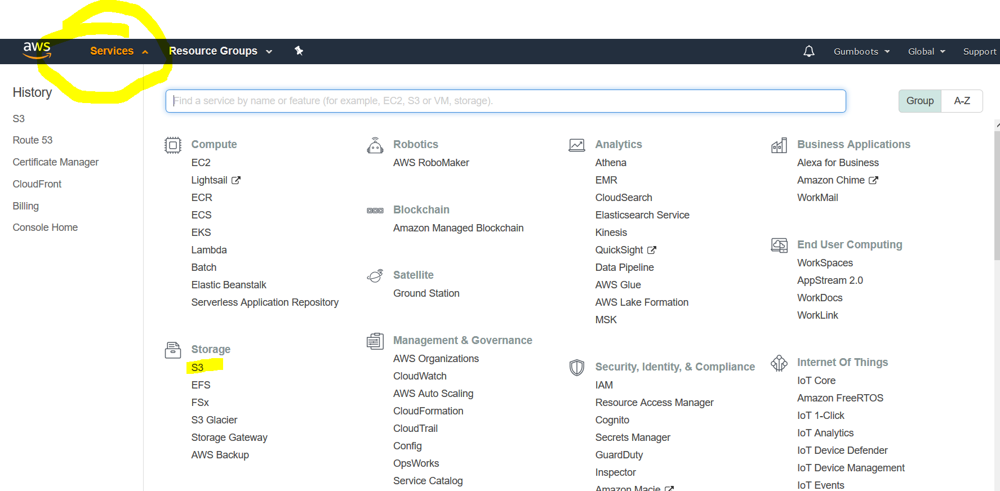 aws
Services
Resource Groups
Gumboots
Global
Support
History
S3
Route 53
Certificate Manager
CloudFront
Billing
Console Home
Find a service by name or feature (for example, EC2, S3 or VM, storage).
Group
A-Z
Compute
EC2
Lightsail
ECR
ECS
EKS
Lambda
Batch
Elastic Beanstalk
Serverless Application Repository
Storage
S3
EFS
FSx
S3 Glacier
Storage Gateway
AWS Backup
Robotics
AWS RoboMaker
Blockchain
Amazon Managed Blockchain
Satellite
Ground Station
Management & Governance
AWS Organizations
CloudWatch
AWS Auto Scaling
CloudFormation
CloudTrail
Config
OpsWorks
Service Catalog
Analytics
Athena
EMR
CloudSearch
Elasticsearch Service
Kinesis
QuickSight
Data Pipeline
AWS Glue
AWS Lake Formation
MSK
Security, Identity, & Compliance
IAM
Resource Access Manager
Cognito
Secrets Manager
GuardDuty
Inspector
Amazon Macie
Business Applications
Alexa for Business
Amazon Chime
WorkMail
End User Computing
WorkSpaces
AppStream 2.0
WorkDocs
WorkLink
Internet Of Things
IoT Core
Amazon FreeRTOS
IoT 1-Click
IoT Analytics
IoT Device Defender
IoT Device Management
IoT Events